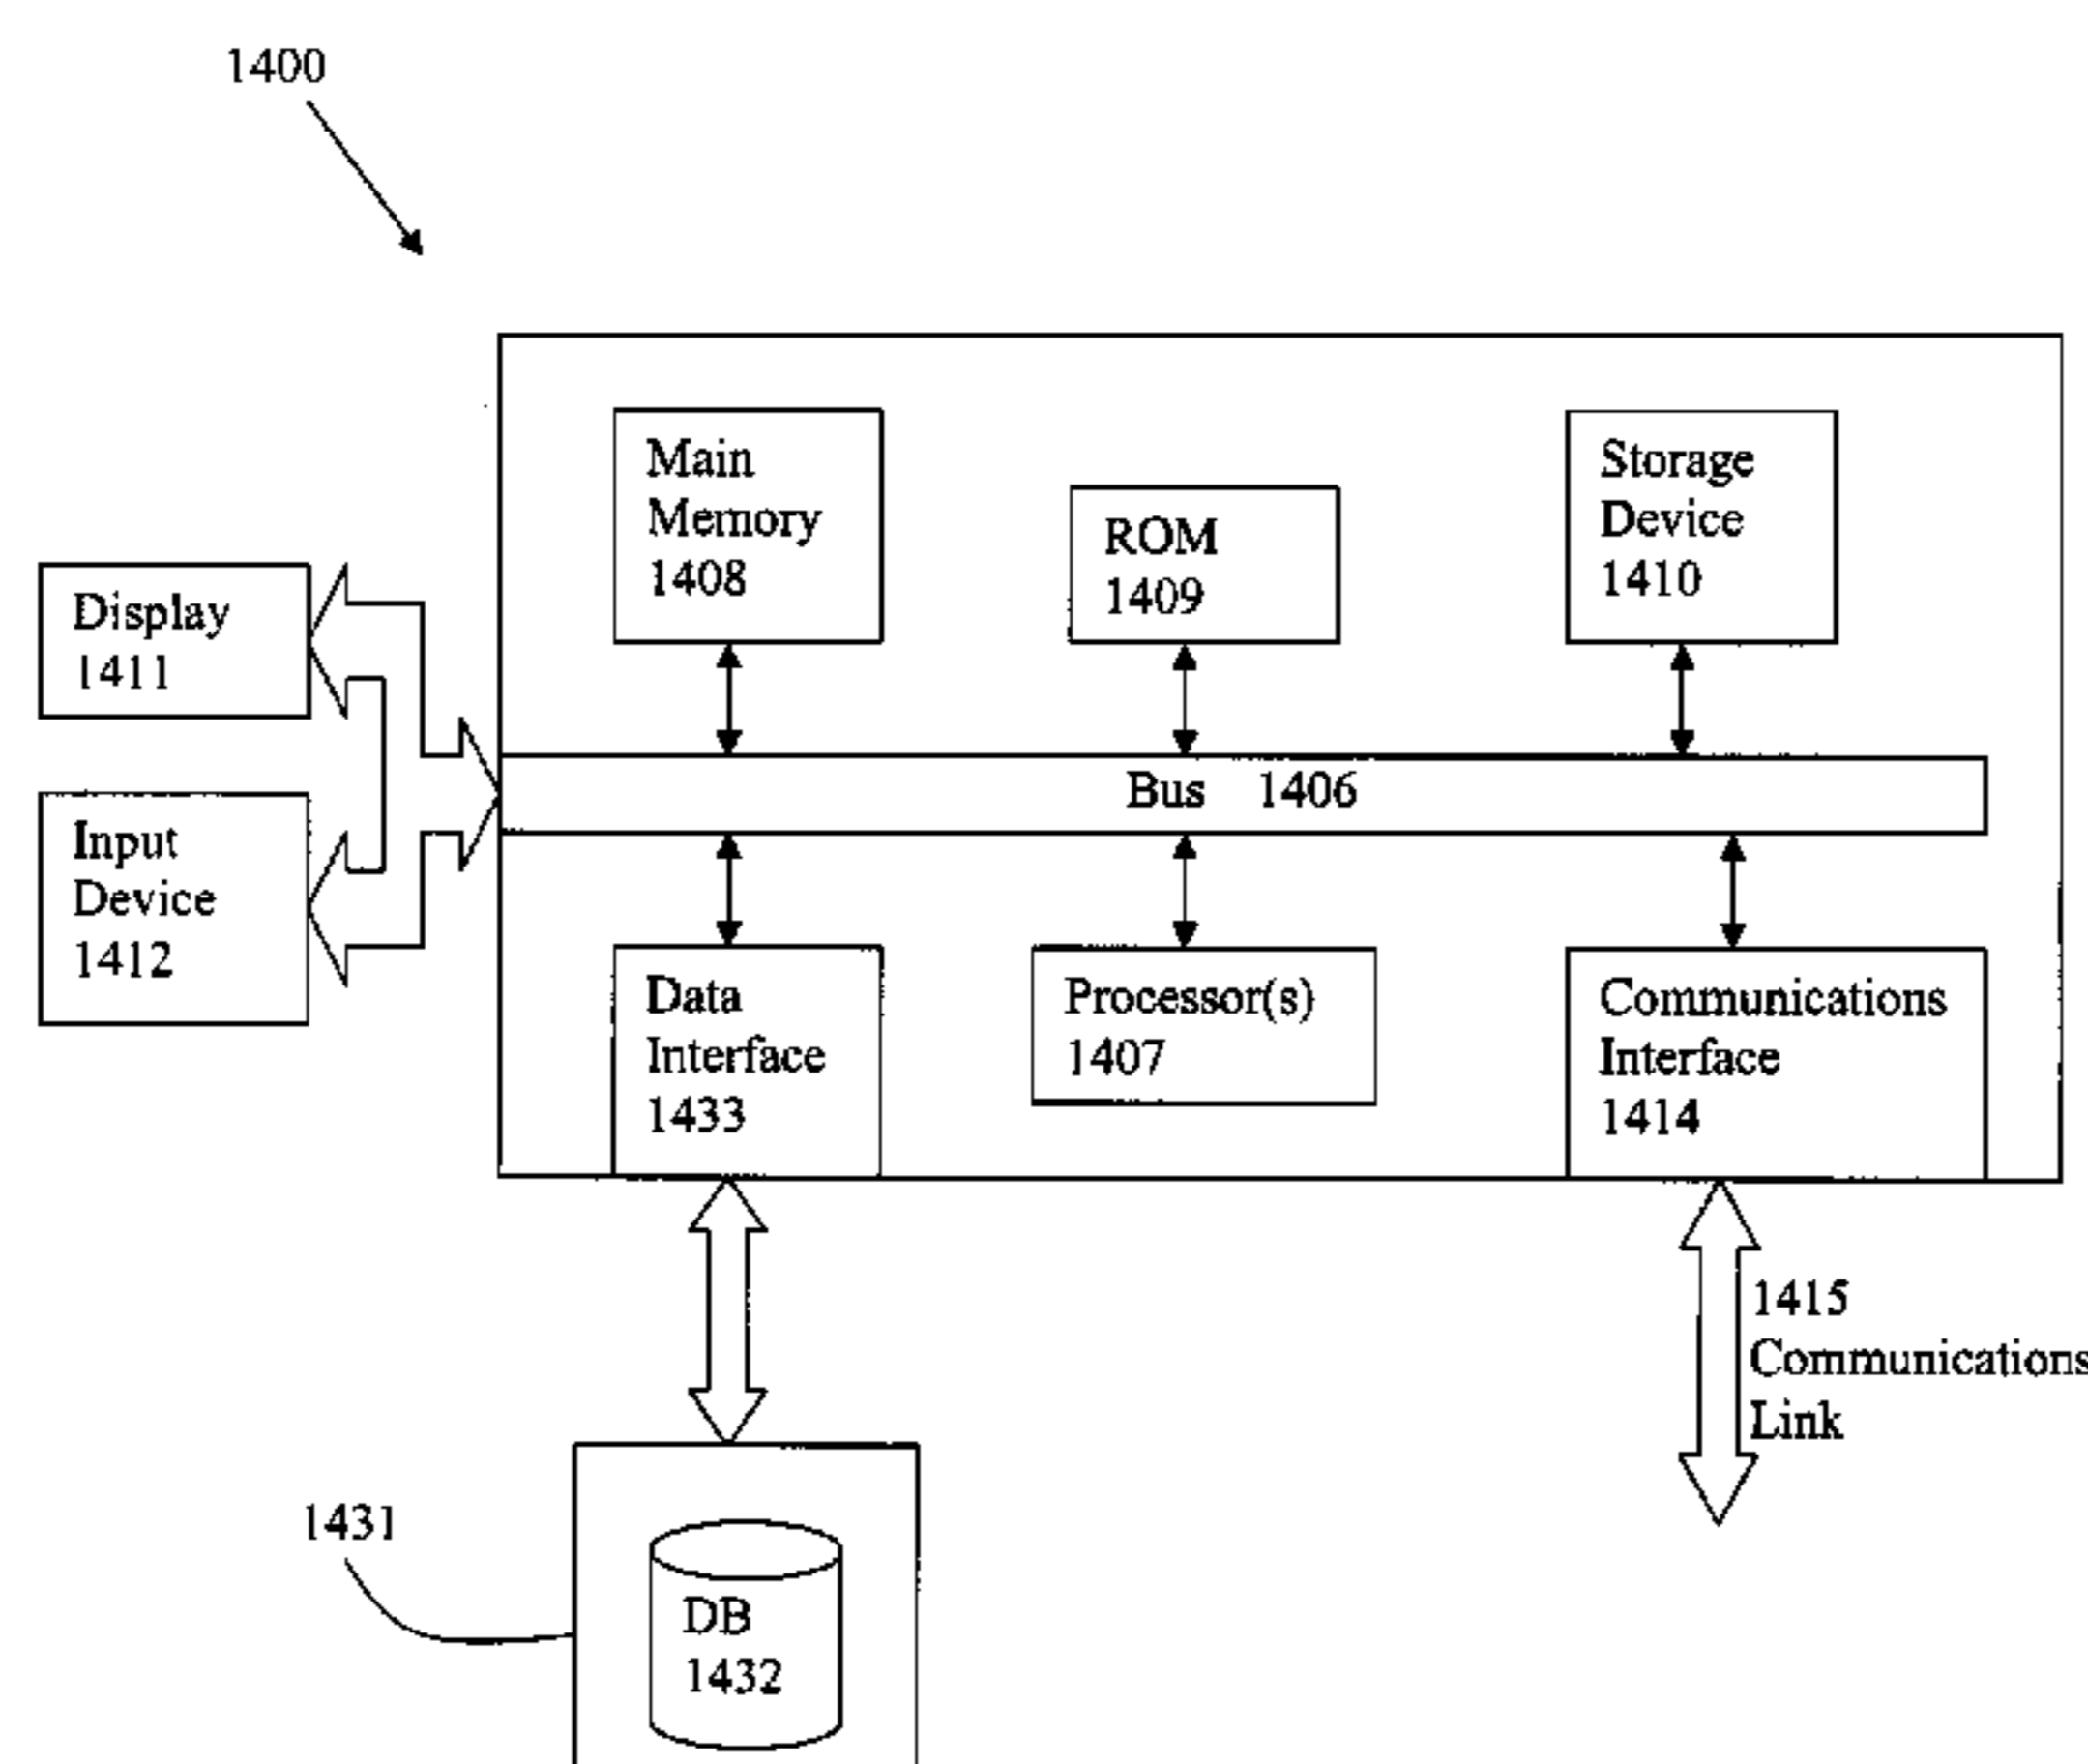 1400
Main
Memory
1408
ROM
1409
Storage
Device
1410
Display
1411
Bus 1406
Input
Device
1412
Data
Interface
1433
Processor(s)
1407
Communications
Interface
1414
1415
Communications
Link
1431
DB
1432